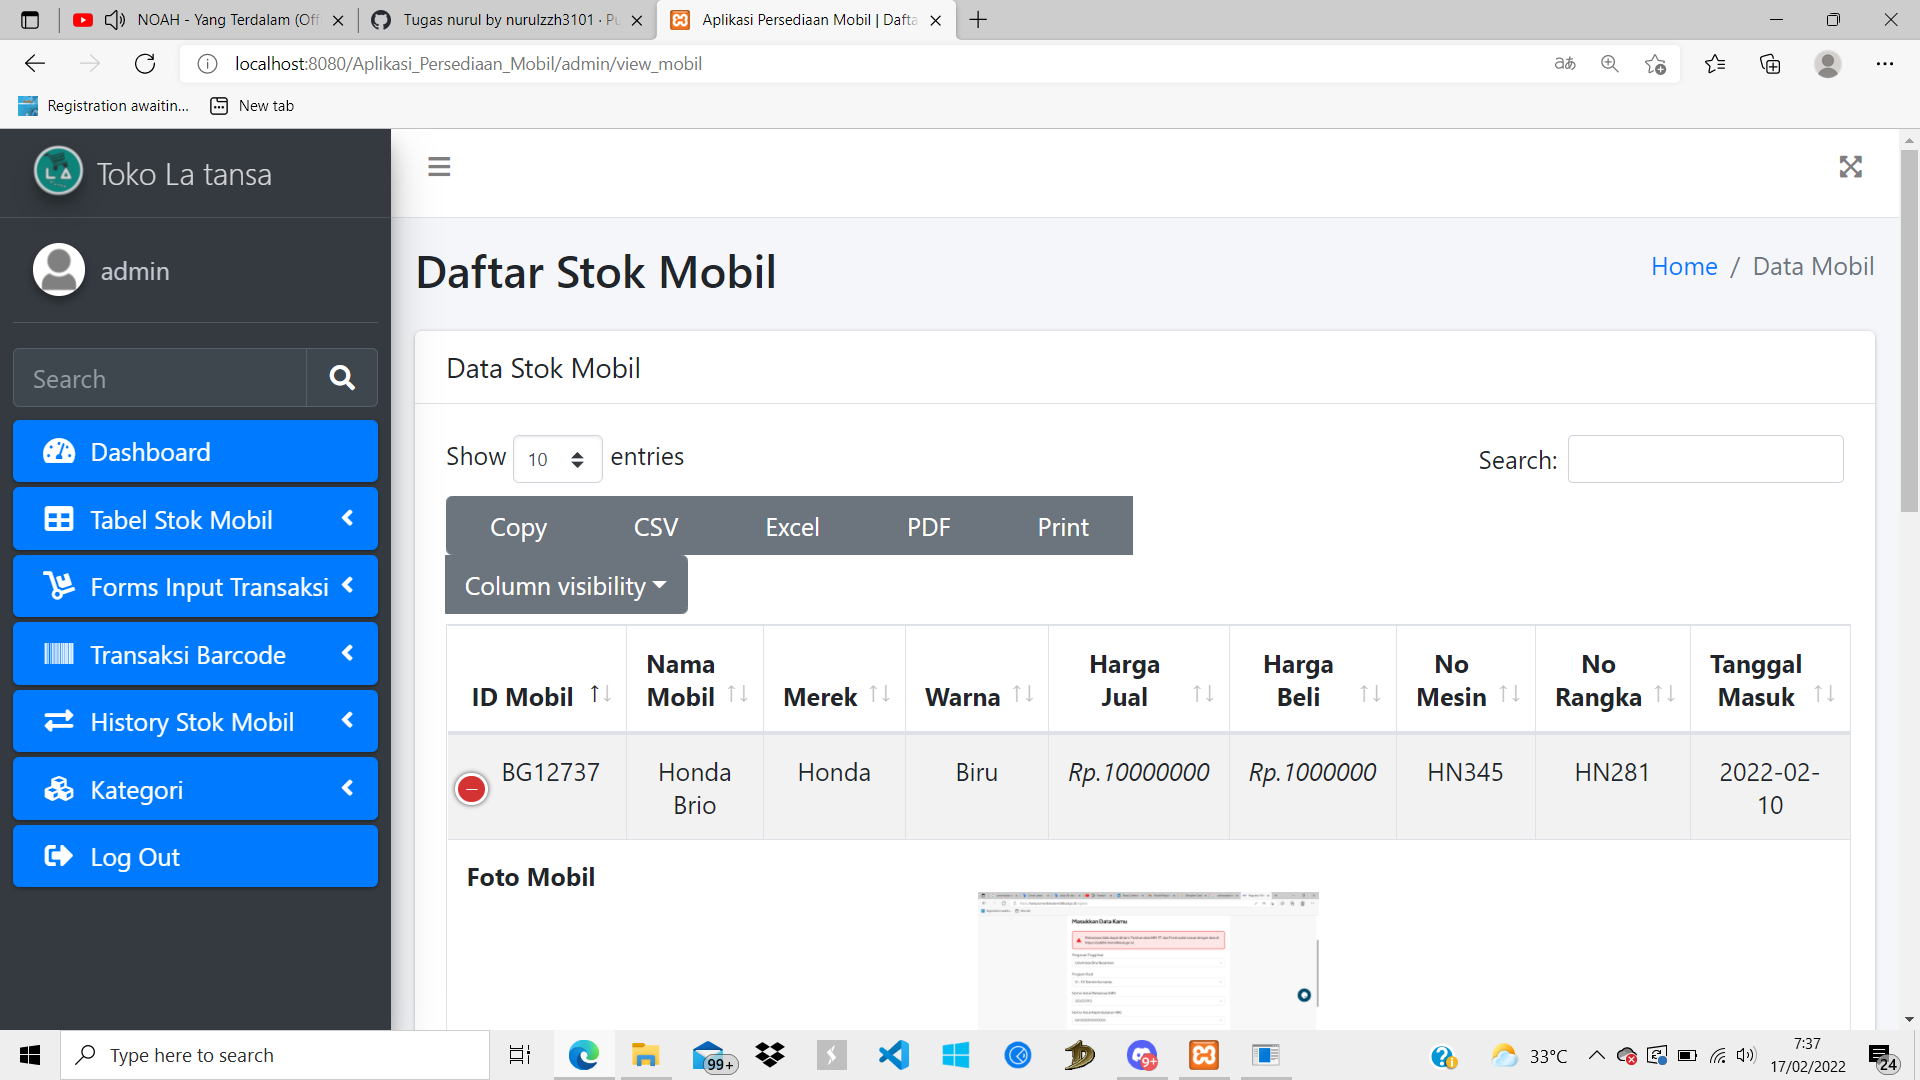 NOAH - Yang Terdalam (Off
Tugas nurul by nurulzzh3101 · Pu
Aplikasi Persediaan Mobil | Dafta
localhost:8080/Aplikasi_Persediaan_Mobil/admin/view_mobil
Registration awaitin...
New tab
Toko La tansa
admin
Search
Dashboard
Tabel Stok Mobil
Forms Input Transaksi
Transaksi Barcode
History Stok Mobil
Kategori
Log Out
Daftar Stok Mobil
Home / Data Mobil
Data Stok Mobil
Show 10 entries
Search:
Copy CSV Excel PDF Print
Column visibility
ID Mobil Nama Mobil Merek Warna Harga Jual Harga Beli No Mesin No Rangka Tanggal Masuk
BG12737 Honda Brio Honda Biru Rp.10000000 Rp.1000000 HN345 HN281 2022-02-10
Foto Mobil
Masukkan Data Kamu
Type here to search
99+
9+
33°C
7:37
17/02/2022
24